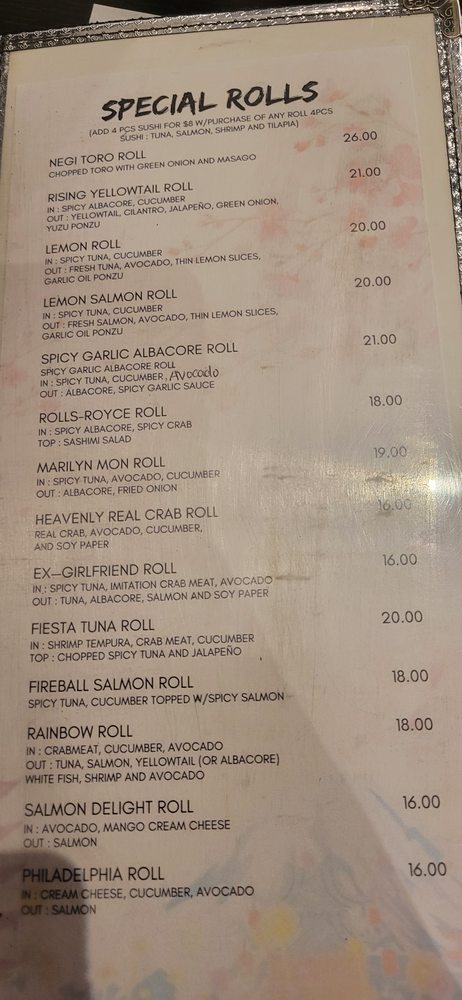 SPECIAL ROLLS
(ADD 4 PCS SUSHI FOR $8 W/PURCHASE OF ANY ROLL 4PCS
SUSHI : TUNA, SALMON, SHRIMP AND TILAPIA)
NEGI TORO ROLL 26.00
CHOPPED TORO WITH GREEN ONION AND MASAGO
RISING YELLOWTAIL ROLL 21.00
IN : SPICY ALBACORE, CUCUMBER
OUT : YELLOWTAIL, CILANTRO, JALAPEÑO, GREEN ONION,
YUZU PONZU
LEMON ROLL 20.00
IN : SPICY TUNA, CUCUMBER
OUT : FRESH TUNA, AVOCADO, THIN LEMON SLICES,
GARLIC OIL PONZU
LEMON SALMON ROLL 20.00
IN : SPICY TUNA, CUCUMBER
OUT : FRESH SALMON, AVOCADO, THIN LEMON SLICES,
GARLIC OIL PONZU
SPICY GARLIC ALBACORE ROLL 21.00
SPICY GARLIC ALBACORE ROLL
IN : SPICY TUNA, CUCUMBER, Avocado
OUT : ALBACORE, SPICY GARLIC SAUCE
ROLLS-ROYCE ROLL 18.00
IN : SPICY ALBACORE, SPICY CRAB
TOP : SASHIMI SALAD
MARILYN MON ROLL 19.00
IN : SPICY TUNA, AVOCADO, CUCUMBER
OUT : ALBACORE, FRIED ONION
HEAVENLY REAL CRAB ROLL 16.00
REAL CRAB, AVOCADO, CUCUMBER,
AND SOY PAPER
EX—GIRLFRIEND ROLL 16.00
IN : SPICY TUNA, IMITATION CRAB MEAT, AVOCADO
OUT : TUNA, ALBACORE, SALMON AND SOY PAPER
FIESTA TUNA ROLL 20.00
IN : SHRIMP TEMPURA, CRAB MEAT, CUCUMBER
TOP : CHOPPED SPICY TUNA AND JALAPEÑO
FIREBALL SALMON ROLL 18.00
SPICY TUNA, CUCUMBER TOPPED W/SPICY SALMON
RAINBOW ROLL 18.00
IN : CRABMEAT, CUCUMBER, AVOCADO
OUT : TUNA, SALMON, YELLOWTAIL (OR ALBACORE)
WHITE FISH, SHRIMP AND AVOCADO
SALMON DELIGHT ROLL 16.00
IN : AVOCADO, MANGO CREAM CHEESE
OUT : SALMON
PHILADELPHIA ROLL 16.00
IN : CREAM CHEESE, CUCUMBER, AVOCADO
OUT : SALMON